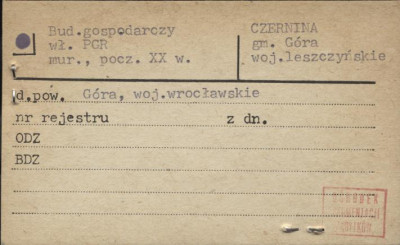 Bud.gospodarczy
wł. PGR
mur., pocz. XX w.
CZERNINA
gm. Góra
woj.leszczyńskie
d.pow. Góra, woj.wrocławskie
nr rejestru z dn.
ODZ
BDZ
OŚRODEK